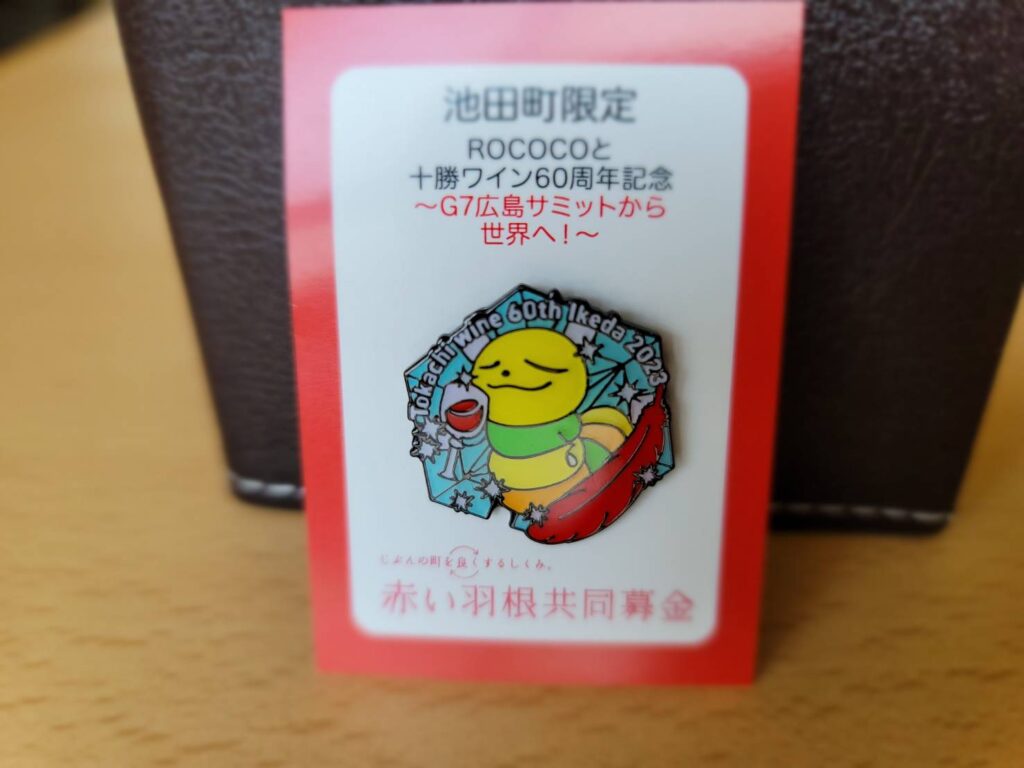 池田町限定
ROCOCOと
十勝ワイン60周年記念
～G7広島サミットから
世界へ！～
Tokachi wine 60th Ikeda 2023
じぶんの町を良くするしくみ。
赤い羽根共同募金